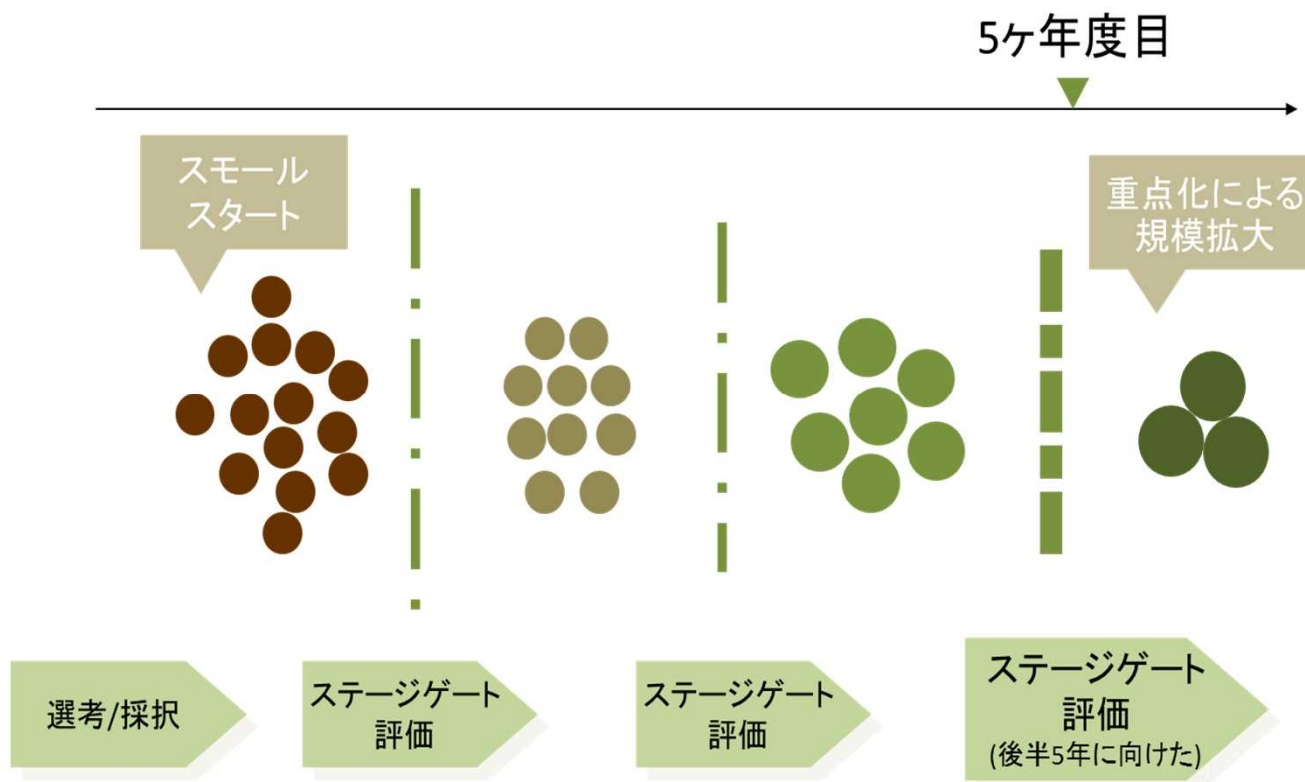 5ヶ年度目
スモール
スタート
重点化による
規模拡大
選考/採択
ステージゲート
評価
ステージゲート
評価
ステージゲート
評価
(後半5年に向けた)